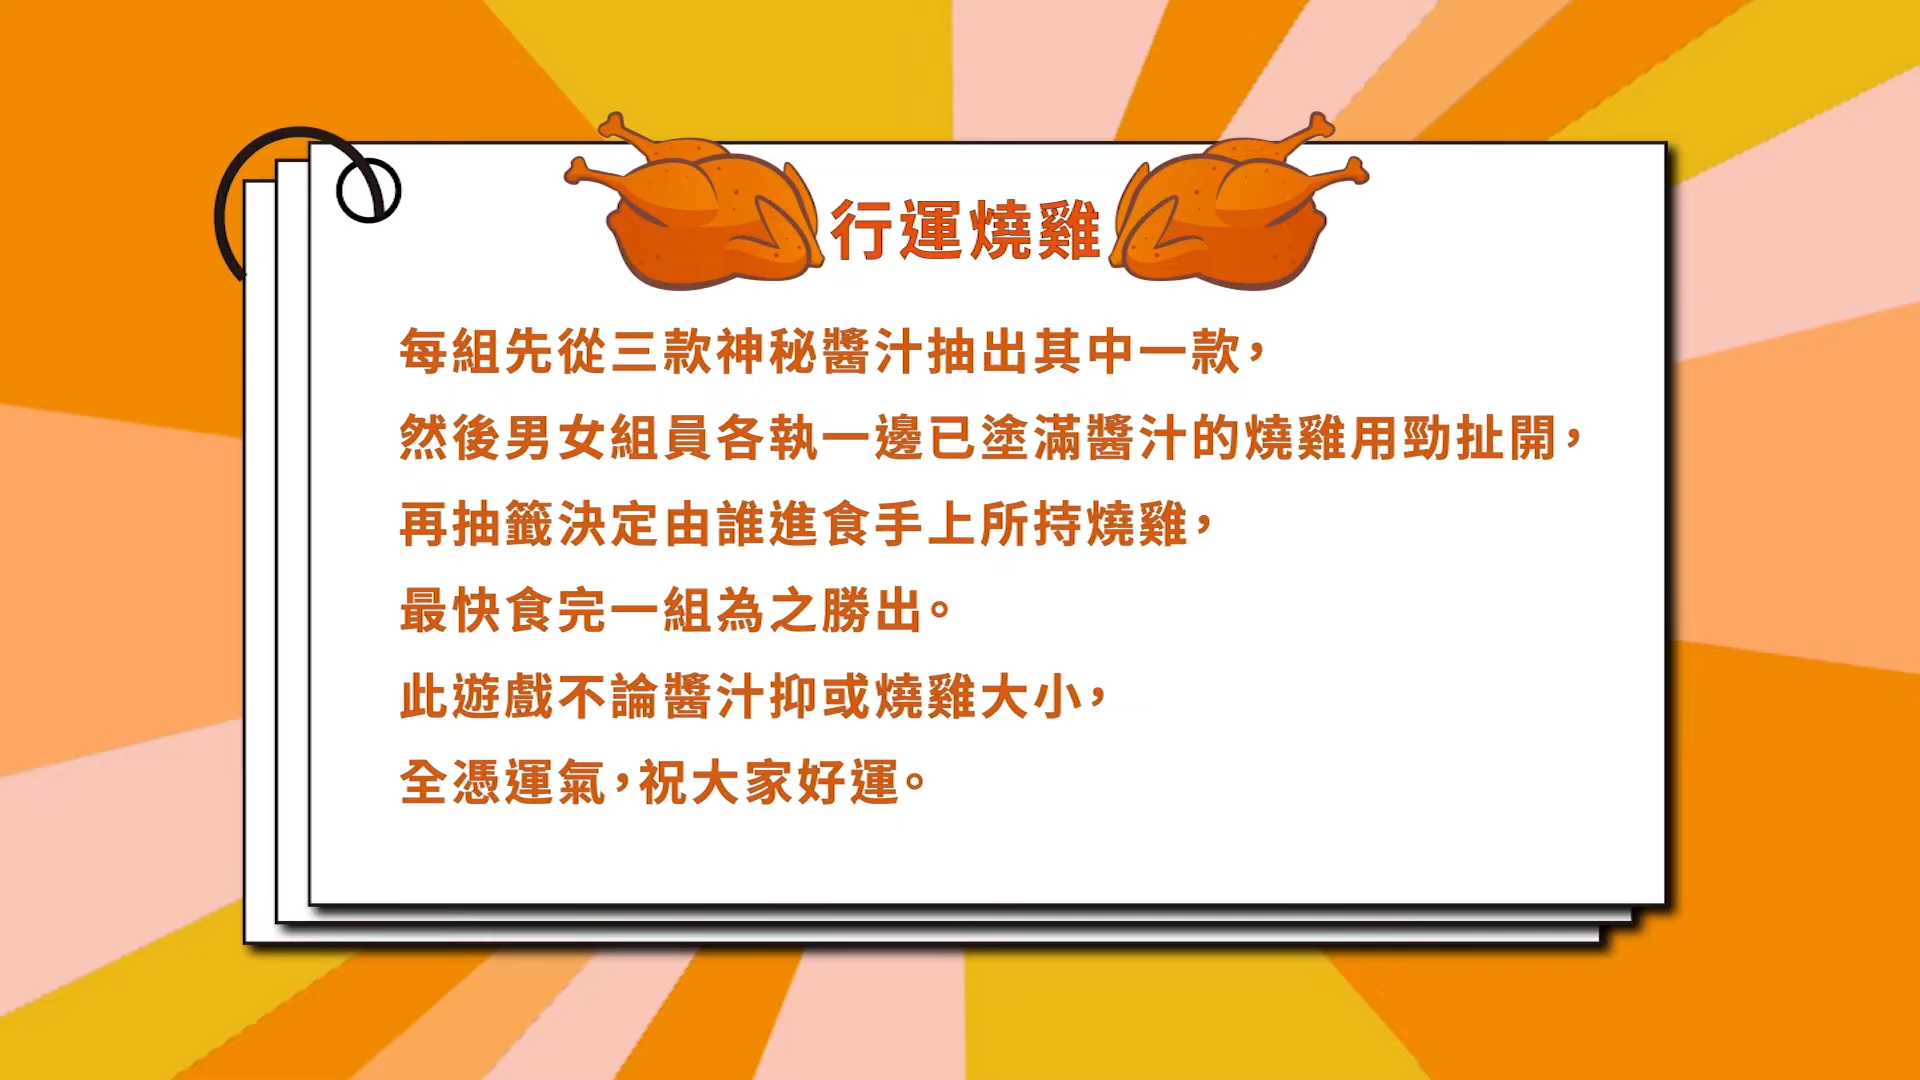 行運燒雞
每組先從三款神秘醬汁抽出其中一款，
然後男女組員各執一邊已塗滿醬汁的燒雞用勁扯開，
再抽籤決定由誰進食手上所持燒雞，
最快食完一組為之勝出。
此遊戲不論醬汁抑或燒雞大小，
全憑運氣，祝大家好運。